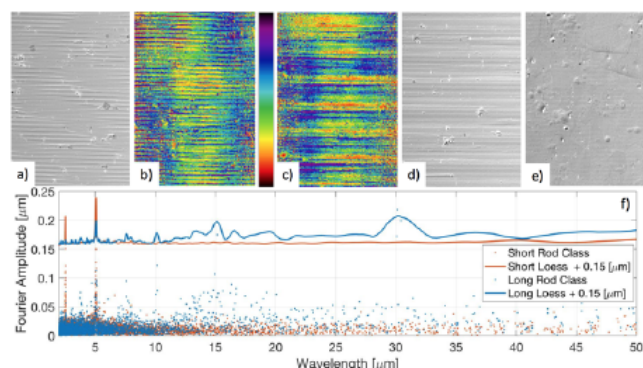 a)
b)
c)
d)
e)
f)
Fourier Amplitude [μm]
0.25
0.2
0.15
0.1
0.05
0
Short Rod Class
Short Loess + 0.15 [μm]
Long Rod Class
Long Loess + 0.15 [μm]
5 10 15 20 25 30 35 40 45 50
Wavelength [μm]